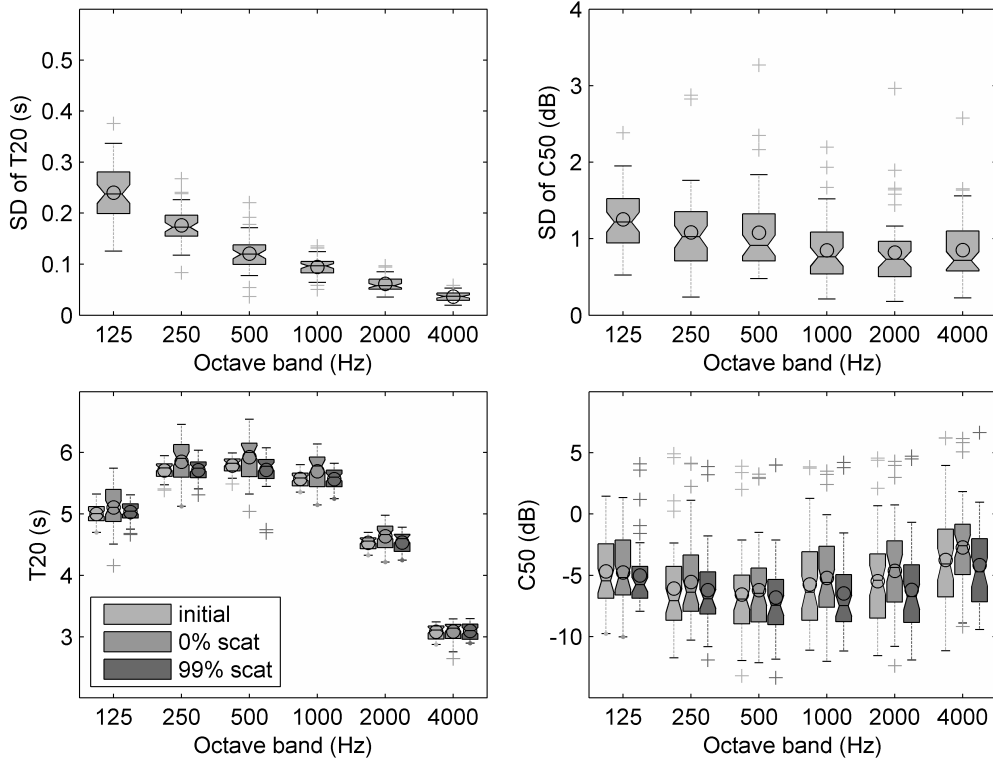 SD of T20 (s)
0.5
0.4
0.3
0.2
0.1
0
125 250 500 1000 2000 4000
Octave band (Hz)
SD of C50 (dB)
4
3
2
1
0
125 250 500 1000 2000 4000
Octave band (Hz)
T20 (s)
6
5
4
3
initial
0% scat
99% scat
125 250 500 1000 2000 4000
Octave band (Hz)
C50 (dB)
5
0
-5
-10
125 250 500 1000 2000 4000
Octave band (Hz)